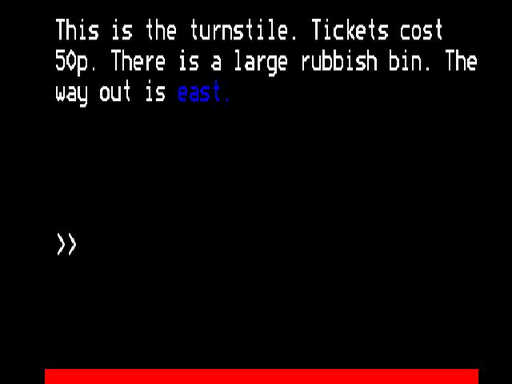 This is the turnstile. Tickets cost
50p. There is a large rubbish bin. The
way out is east.
>>